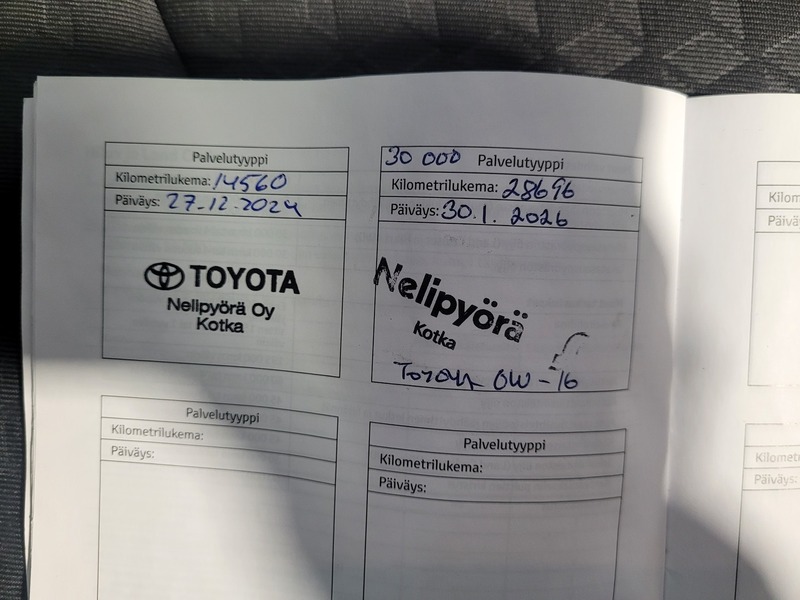 Palvelutyyppi
Kilometrilukema: 14560
Päiväys: 27.12.2024
TOYOTA
Nelipyörä Oy
Kotka
30 000 Palvelutyyppi
Kilometrilukema: 28696
Päiväys: 30.1. 2026
Nelipyörä
Kotka
Toyota 0W-16
Palvelutyyppi
Kilometrilukema:
Päiväys:
Palvelutyyppi
Kilometrilukema:
Päiväys: